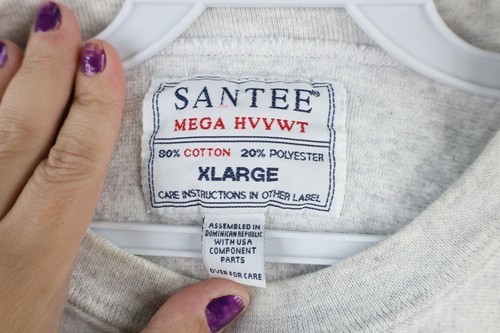 SANTEE®
MEGA HVYWT
80% COTTON 20% POLYESTER
XLARGE
CARE INSTRUCTIONS IN OTHER LABEL
ASSEMBLED IN
DOMINICAN REPUBLIC
WITH USA
COMPONENT
PARTS
OVER FOR CARE